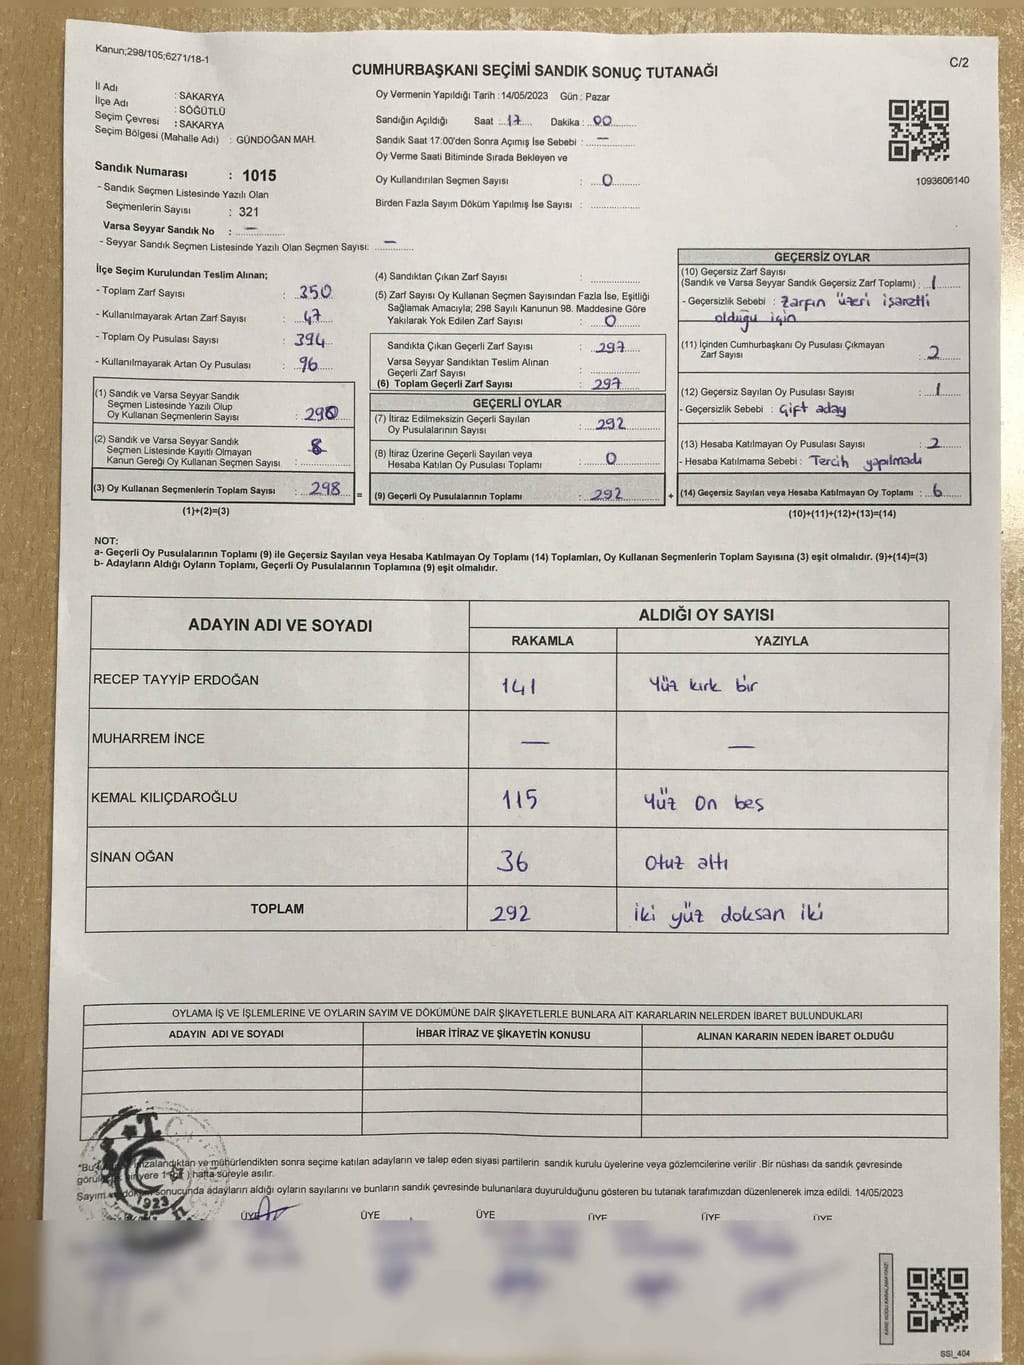 Kanun;298/105;6271/18-1
C/2
CUMHURBAŞKANI SEÇİMİ SANDIK SONUÇ TUTANAĞI
İl Adı : SAKARYA
İlçe Adı : SÖĞÜTLÜ
Seçim Çevresi : SAKARYA
Seçim Bölgesi (Mahalle Adı) : GÜNDOĞAN MAH.
Sandık Numarası : 1015
- Sandık Seçmen Listesinde Yazılı Olan
Seçmenlerin Sayısı : 321
Varsa Seyyar Sandık No : —
- Seyyar Sandık Seçmen Listesinde Yazılı Olan Seçmen Sayısı: —
Oy Vermenin Yapıldığı Tarih : 14/05/2023 Gün : Pazar
Sandığın Açıldığı Saat : 17 Dakika : 00
Sandık Saat 17:00'den Sonra Açımış İse Sebebi : —
Oy Verme Saati Bitiminde Sırada Bekleyen ve
Oy Kullandırılan Seçmen Sayısı : 0
Birden Fazla Sayım Döküm Yapılmış İse Sayısı :
1093606140
İlçe Seçim Kurulundan Teslim Alınan;
- Toplam Zarf Sayısı : 350
- Kullanılmayarak Artan Zarf Sayısı : 47
- Toplam Oy Pusulası Sayısı : 394
- Kullanılmayarak Artan Oy Pusulası : 96
(1) Sandık ve Varsa Seyyar Sandık
Seçmen Listesinde Yazılı Olup
Oy Kullanan Seçmenlerin Sayısı : 290
(2) Sandık ve Varsa Seyyar Sandık
Seçmen Listesinde Kayıtlı Olmayan
Kanun Gereği Oy Kullanan Seçmen Sayısı : 8
(3) Oy Kullanan Seçmenlerin Toplam Sayısı : 298 =
(1)+(2)=(3)
(4) Sandıktan Çıkan Zarf Sayısı :
(5) Zarf Sayısı Oy Kullanan Seçmen Sayısından Fazla İse, Eşitliği
Sağlamak Amacıyla; 298 Sayılı Kanunun 98. Maddesine Göre
Yakılarak Yok Edilen Zarf Sayısı : 0
Sandıkta Çıkan Geçerli Zarf Sayısı : 297
Varsa Seyyar Sandıktan Teslim Alınan
Geçerli Zarf Sayısı :
(6) Toplam Geçerli Zarf Sayısı : 297
GEÇERLİ OYLAR
(7) İtiraz Edilmeksizin Geçerli Sayılan
Oy Pusulalarının Sayısı : 292
(8) İtiraz Üzerine Geçerli Sayılan veya
Hesaba Katılan Oy Pusulası Toplamı : 0
(9) Geçerli Oy Pusulalarının Toplamı : 292 +
GEÇERSİZ OYLAR
(10) Geçersiz Zarf Sayısı
(Sandık ve Varsa Seyyar Sandık Geçersiz Zarf Toplamı) : 1
- Geçersizlik Sebebi : Zarfın üzeri işaretli
olduğu için
(11) İçinden Cumhurbaşkanı Oy Pusulası Çıkmayan
Zarf Sayısı : 2
(12) Geçersiz Sayılan Oy Pusulası Sayısı : 1
- Geçersizlik Sebebi : Çift aday
(13) Hesaba Katılmayan Oy Pusulası Sayısı : 2
- Hesaba Katılmama Sebebi : Tercih yapılmadı
(14) Geçersiz Sayılan veya Hesaba Katılmayan Oy Toplamı : 6
(10)+(11)+(12)+(13)=(14)
NOT:
a- Geçerli Oy Pusulalarının Toplamı (9) ile Geçersiz Sayılan veya Hesaba Katılmayan Oy Toplamı (14) Toplamları, Oy Kullanan Seçmenlerin Toplam Sayısına (3) eşit olmalıdır. (9)+(14)=(3)
b- Adayların Aldığı Oyların Toplamı, Geçerli Oy Pusulalarının Toplamına (9) eşit olmalıdır.
ADAYIN ADI VE SOYADI
ALDIĞI OY SAYISI
RAKAMLA YAZIYLA
RECEP TAYYİP ERDOĞAN 141 Yüz kırk bir
MUHARREM İNCE — —
KEMAL KILIÇDAROĞLU 115 Yüz on beş
SİNAN OĞAN 36 Otuz altı
TOPLAM 292 İki yüz doksan iki
OYLAMA İŞ VE İŞLEMLERİNE VE OYLARIN SAYIM VE DÖKÜMÜNE DAİR ŞİKAYETLERLE BUNLARA AİT KARARLARIN NELERDEN İBARET BULUNDUKLARI
ADAYIN ADI VE SOYADI İHBAR İTİRAZ VE ŞİKAYETİN KONUSU ALINAN KARARIN NEDEN İBARET OLDUĞU
T.C.
1923
*Bu imzalandıktan ve mühürlendikten sonra seçime katılan adayların ve talep eden siyasi partilerin sandık kurulu üyelerine veya gözlemcilerine verilir .Bir nüshası da sandık çevresinde
hafta süreyle asılır.
Sayım sonucunda adayların aldığı oyların sayılarını ve bunların sandık çevresinde bulunanlara duyurulduğunu gösteren bu tutanak tarafımızdan düzenlenerek imza edildi. 14/05/2023
ÜYE ÜYE ÜYE ÜYE ÜYE ÜYE
SSI_404